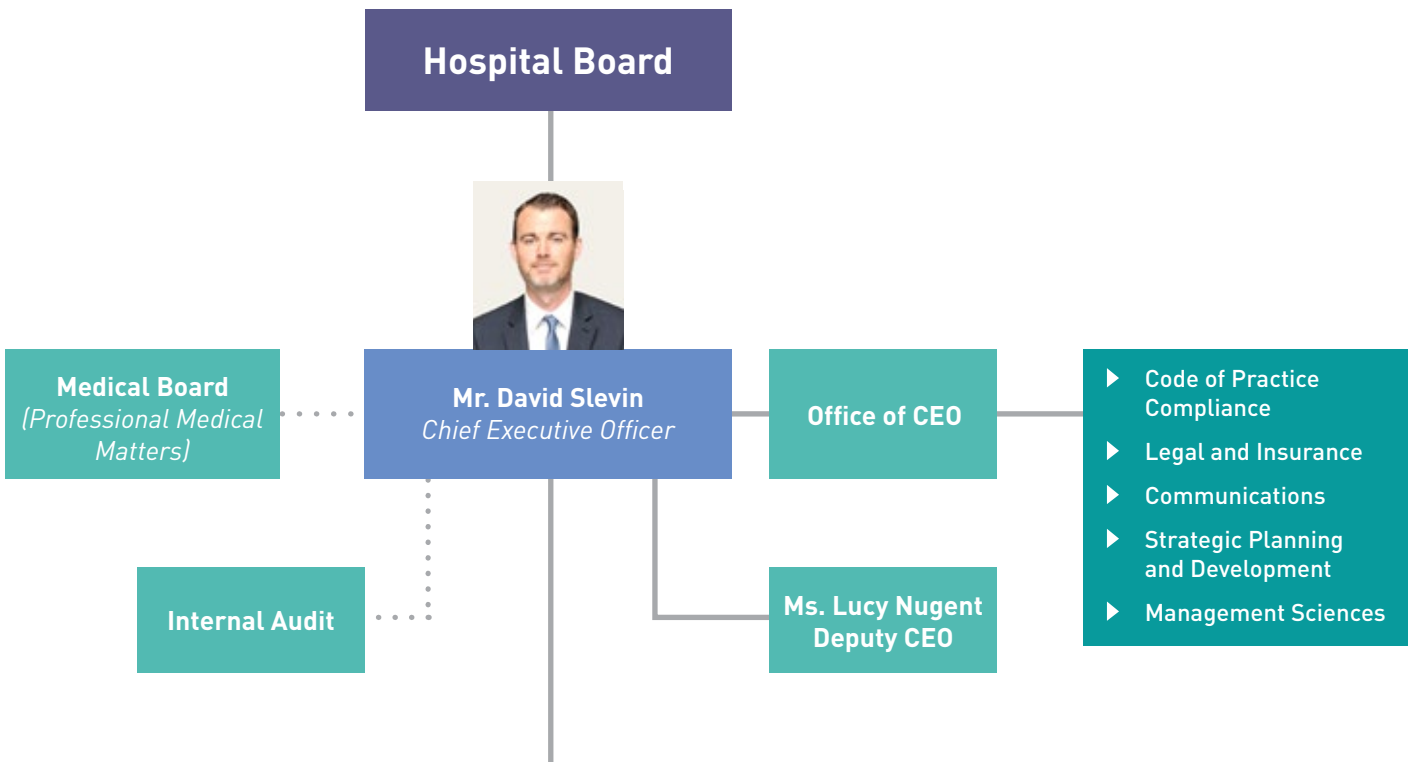 Hospital Board
Medical Board
(Professional Medical
Matters)
Mr. David Slevin
Chief Executive Officer
Office of CEO
Code of Practice
Compliance
Legal and Insurance
Communications
Strategic Planning
and Development
Management Sciences
Internal Audit
Ms. Lucy Nugent
Deputy CEO